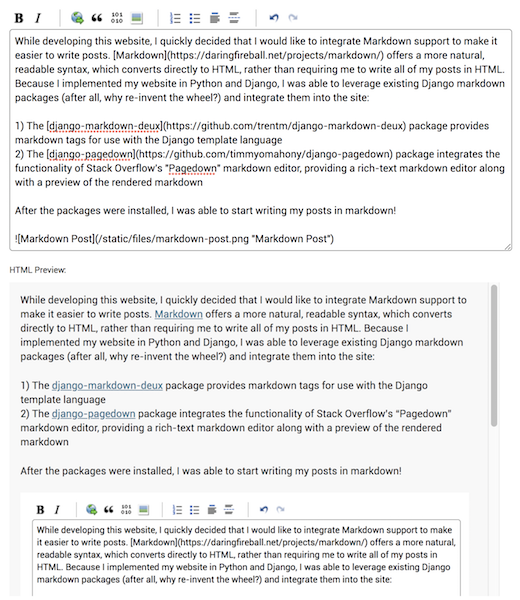 B I 101 010
While developing this website, I quickly decided that I would like to integrate Markdown support to make it
easier to write posts. [Markdown](https://daringfireball.net/projects/markdown/) offers a more natural,
readable syntax, which converts directly to HTML, rather than requiring me to write all of my posts in HTML.
Because I implemented my website in Python and Django, I was able to leverage existing Django markdown
packages (after all, why re-invent the wheel?) and integrate them into the site:
1) The [django-markdown-deux](https://github.com/trentm/django-markdown-deux) package provides
markdown tags for use with the Django template language
2) The [django-pagedown](https://github.com/timmyomahony/django-pagedown) package integrates the
functionality of Stack Overflow's "Pagedown" markdown editor, providing a rich-text markdown editor along
with a preview of the rendered markdown
After the packages were installed, I was able to start writing my posts in markdown!
![Markdown Post](/static/files/markdown-post.png "Markdown Post")
HTML Preview:
While developing this website, I quickly decided that I would like to integrate Markdown support to
make it easier to write posts. Markdown offers a more natural, readable syntax, which converts
directly to HTML, rather than requiring me to write all of my posts in HTML. Because I
implemented my website in Python and Django, I was able to leverage existing Django markdown
packages (after all, why re-invent the wheel?) and integrate them into the site:
1) The django-markdown-deux package provides markdown tags for use with the Django
template language
2) The django-pagedown package integrates the functionality of Stack Overflow's "Pagedown"
markdown editor, providing a rich-text markdown editor along with a preview of the rendered
markdown
After the packages were installed, I was able to start writing my posts in markdown!
B I 101 010
While developing this website, I quickly decided that I would like to integrate Markdown support to make
it easier to write posts. [Markdown](https://daringfireball.net/projects/markdown/) offers a more natural,
readable syntax, which converts directly to HTML, rather than requiring me to write all of my posts in
HTML. Because I implemented my website in Python and Django, I was able to leverage existing Django
markdown packages (after all, why re-invent the wheel?) and integrate them into the site: